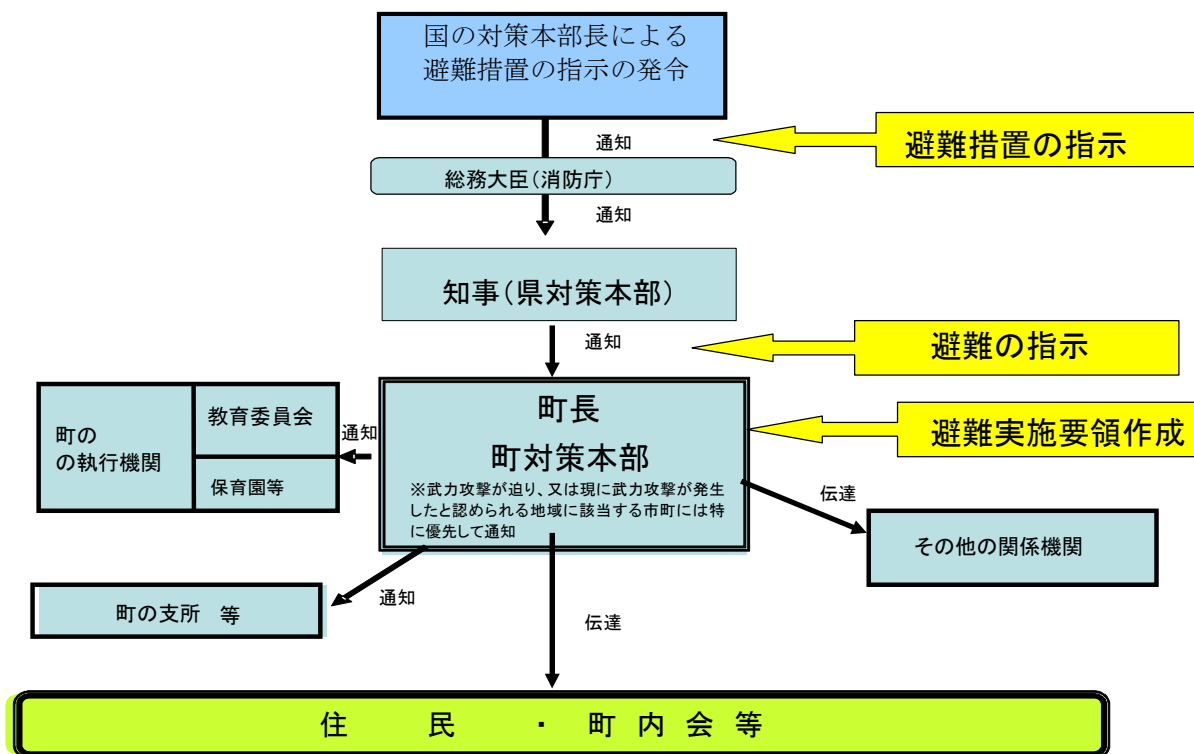 国の対策本部長による
避難措置の指示の発令
通知
避難措置の指示
総務大臣(消防庁)
通知
知事(県対策本部)
通知
避難の指示
町長
町対策本部
※武力攻撃が迫り、又は現に武力攻撃が発生
したと認められる地域に該当する市町には特
に優先して通知
避難実施要領作成
町の
の執行機関
教育委員会
保育園等
通知
伝達
その他の関係機関
通知
町の支所 等
伝達
住 民 ・ 町 内 会 等